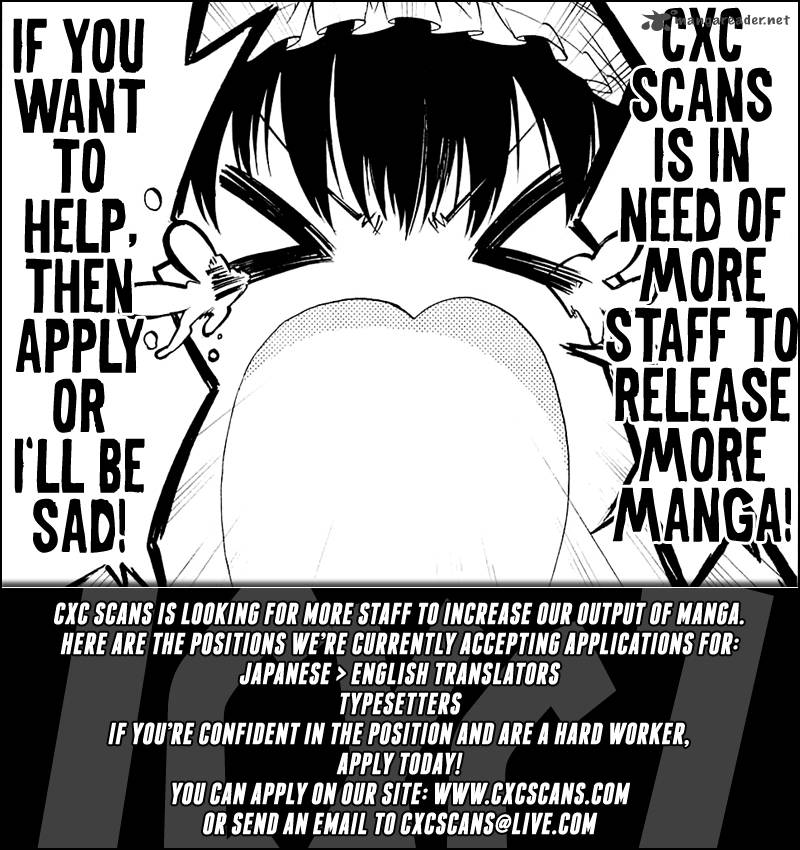 mangareader.net
CXC
SCANS
IS IN
NEED OF
MORE
STAFF TO
RELEASE
MORE
MANGA!
IF YOU
WANT
TO
HELP,
THEN
APPLY
OR
I'LL BE
SAD!
CXC SCANS IS LOOKING FOR MORE STAFF TO INCREASE OUR OUTPUT OF MANGA.
HERE ARE THE POSITIONS WE'RE CURRENTLY ACCEPTING APPLICATIONS FOR:
JAPANESE > ENGLISH TRANSLATORS
TYPESETTERS
IF YOU'RE CONFIDENT IN THE POSITION AND ARE A HARD WORKER,
APPLY TODAY!
YOU CAN APPLY ON OUR SITE: WWW.CXCSCANS.COM
OR SEND AN EMAIL TO CXCSCANS@LIVE.COM